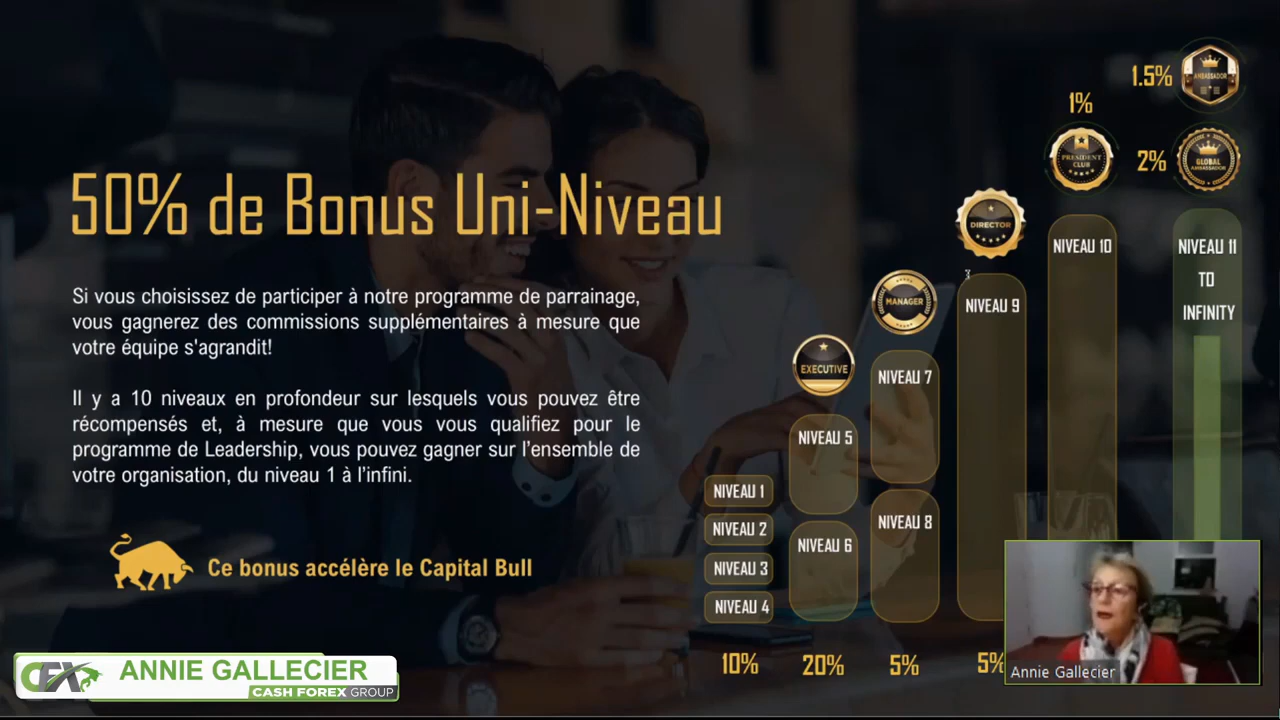 1.5%
AMBASSADOR
1%
PRESIDENT
CLUB
2%
GLOBAL
AMBASSADOR
50% de Bonus Uni-Niveau
DIRECTOR
NIVEAU 10
NIVEAU 11
TO
INFINITY
Si vous choisissez de participer à notre programme de parrainage,
vous gagnerez des commissions supplémentaires à mesure que
votre équipe s'agrandit!
MANAGER
NIVEAU 9
EXECUTIVE
NIVEAU 7
Il y a 10 niveaux en profondeur sur lesquels vous pouvez être
récompensés et, à mesure que vous vous qualifiez pour le
programme de Leadership, vous pouvez gagner sur l’ensemble de
votre organisation, du niveau 1 à l’infini.
NIVEAU 5
NIVEAU 1
NIVEAU 2
NIVEAU 3
NIVEAU 4
NIVEAU 6
NIVEAU 8
Ce bonus accélère le Capital Bull
10%
20%
5%
5%
CFX
ANNIE GALLECIER
CASH FOREX GROUP
Annie Gallecier